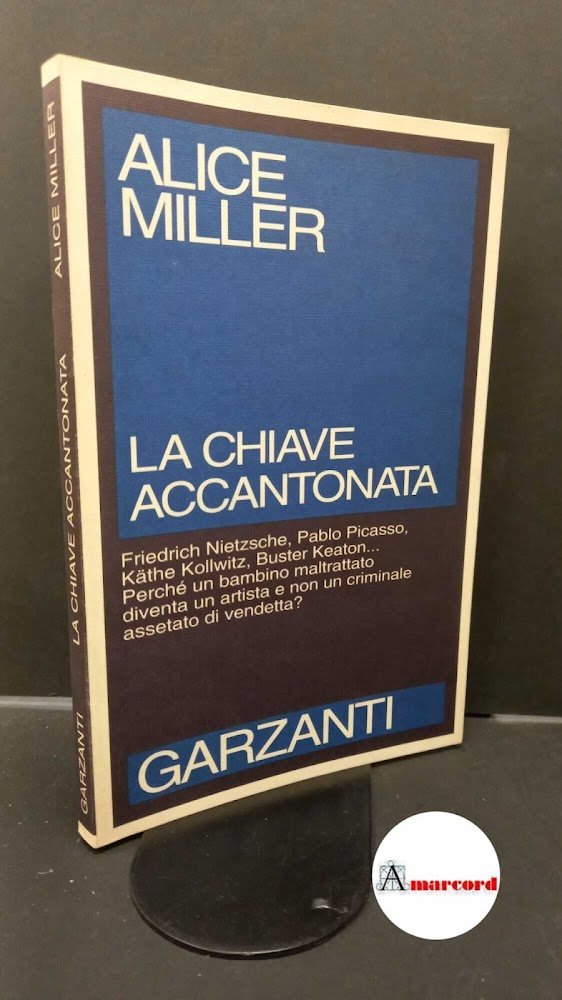 ALICE
MILLER
LA CHIAVE
ACCANTONATA
Friedrich Nietzsche, Pablo Picasso,
Käthe Kollwitz, Buster Keaton...
Perché un bambino maltrattato
diventa un artista e non un criminale
assetato di vendetta?
GARZANTI
ALICE MILLER
LA CHIAVE ACCANTONATA
GARZANTI
Amarcord